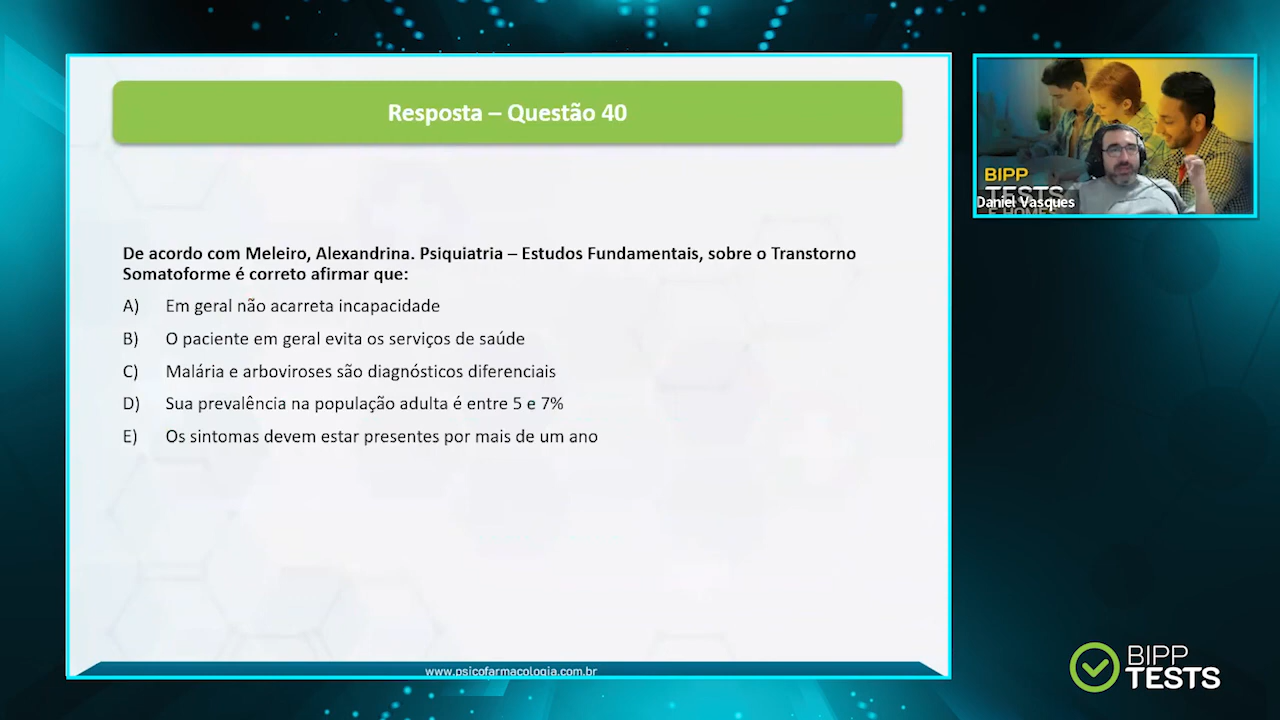 Resposta – Questão 40
De acordo com Meleiro, Alexandrina. Psiquiatria – Estudos Fundamentais, sobre o Transtorno
Somatoforme é correto afirmar que:
A) Em geral não acarreta incapacidade
B) O paciente em geral evita os serviços de saúde
C) Malária e arboviroses são diagnósticos diferenciais
D) Sua prevalência na população adulta é entre 5 e 7%
E) Os sintomas devem estar presentes por mais de um ano
www.psicofarmacologia.com.br
BIPP
TESTS
Daniel Vasques
BIPP
TESTS